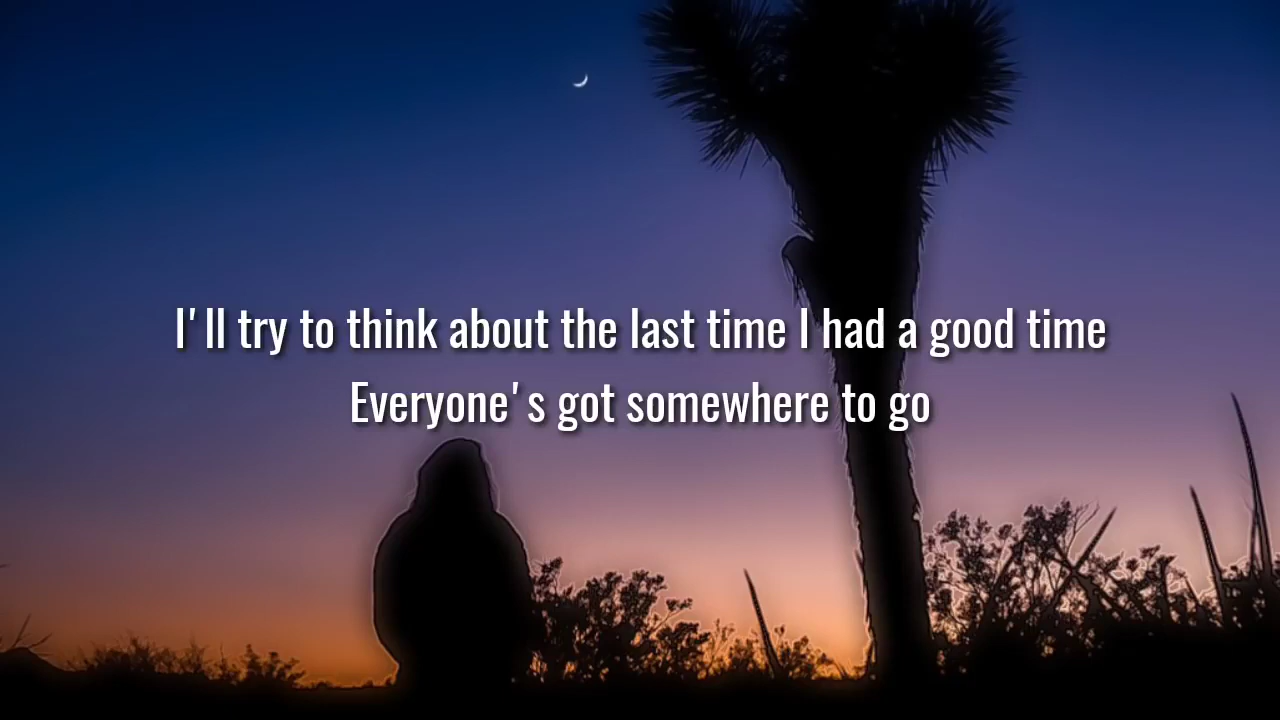 I'll try to think about the last time I had a good time
Everyone's got somewhere to go